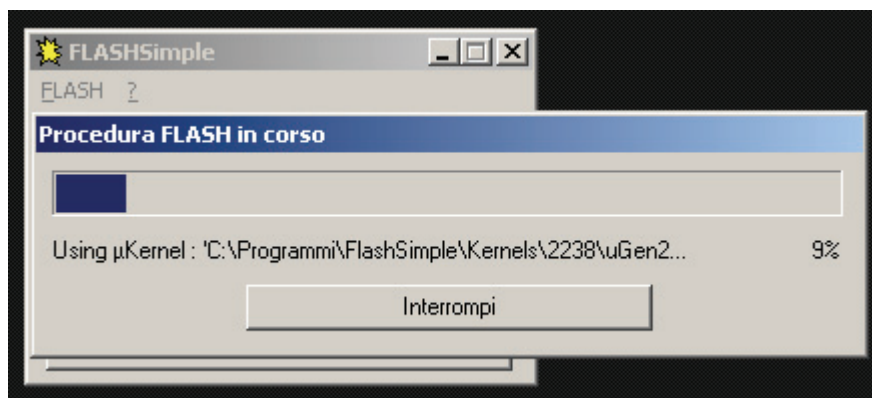 FLASHSimple
FLASH ?
Procedura FLASH in corso
Using µKernel : 'C:\Programmi\FlashSimple\Kernels\2238\uGen2... 9%
Interrompi